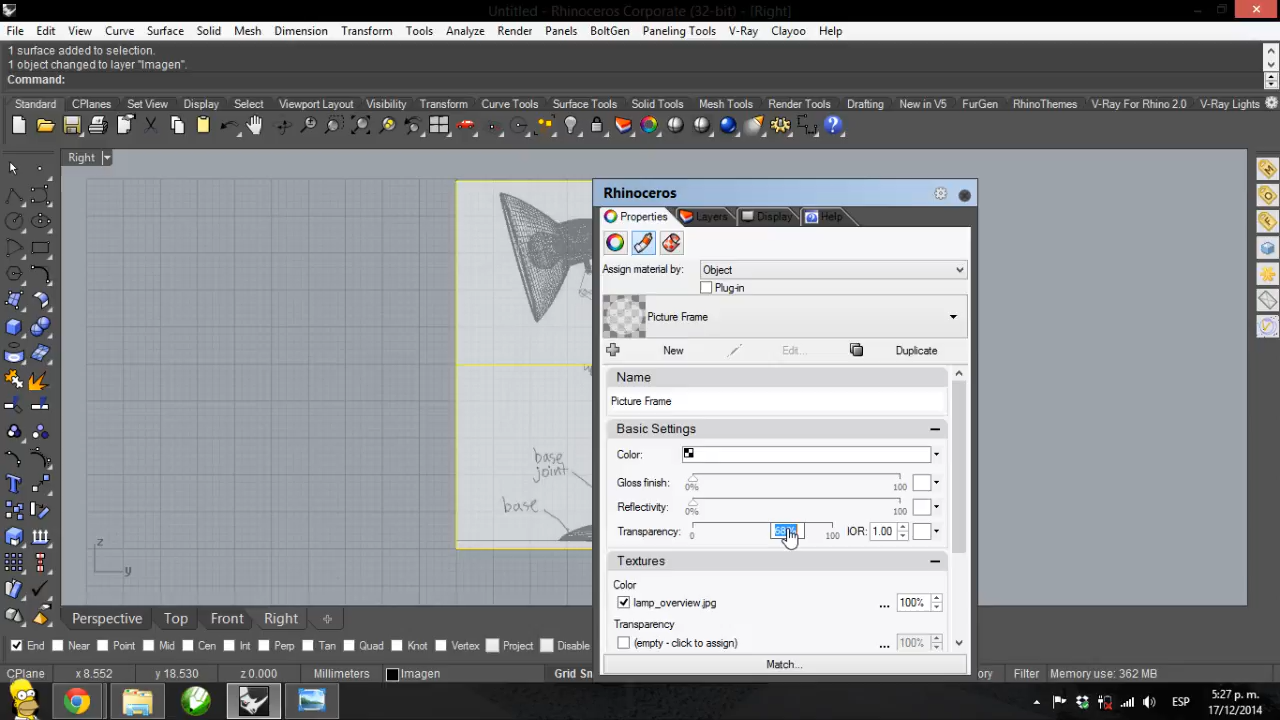 Untitled - Rhinoceros Corporate (32-bit) - [Right]
File Edit View Curve Surface Solid Mesh Dimension Transform Tools Analyze Render Panels BoltGen Paneling Tools V-Ray Clayoo Help
1 surface added to selection.
1 object changed to layer "Imagen".
Command:
Standard CPlanes Set View Display Select Viewport Layout Visibility Transform Curve Tools Surface Tools Solid Tools Mesh Tools Render Tools Drafting New in V5 FurGen RhinoThemes V-Ray For Rhino 2.0 V-Ray Lights
Right
Rhinoceros
Properties Layers Display Help
Assign material by: Object
Plug-in
Picture Frame
New Edit... Duplicate
Name
Picture Frame
Basic Settings
Color:
Gloss finish: 0% 100
Reflectivity: 0% 100
Transparency: 0 100 IOR: 1.00
Textures
Color
lamp_overview.jpg ... 100%
Transparency
(empty - click to assign) ... 100%
Match...
base
joint
base
z
y
Perspective Top Front Right
End Near Point Mid Cen Int Perp Tan Quad Knot Vertex Project Disable
CPlane x 8.552 y 18.530 z 0.000 Millimeters Imagen Grid Sn ory Filter Memory use: 362 MB
ESP
5:27 p. m.
17/12/2014